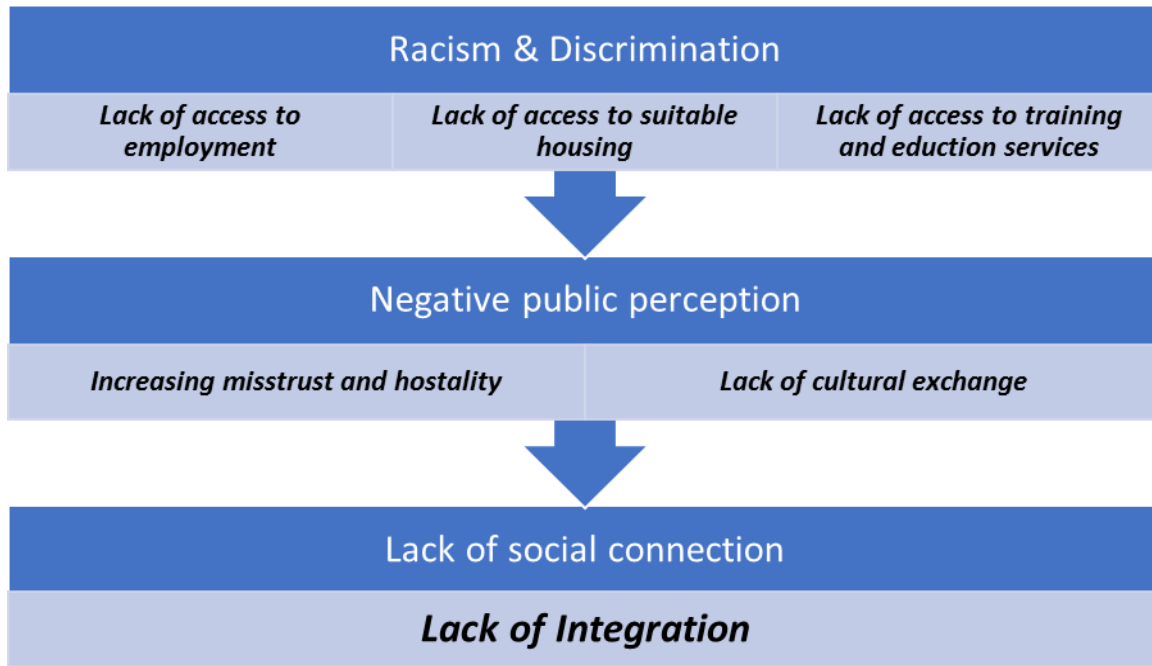 Racism & Discrimination
Lack of access to
employment
Lack of access to suitable
housing
Lack of access to training
and eduction services
Negative public perception
Increasing misstrust and hostality
Lack of cultural exchange
Lack of social connection
Lack of Integration